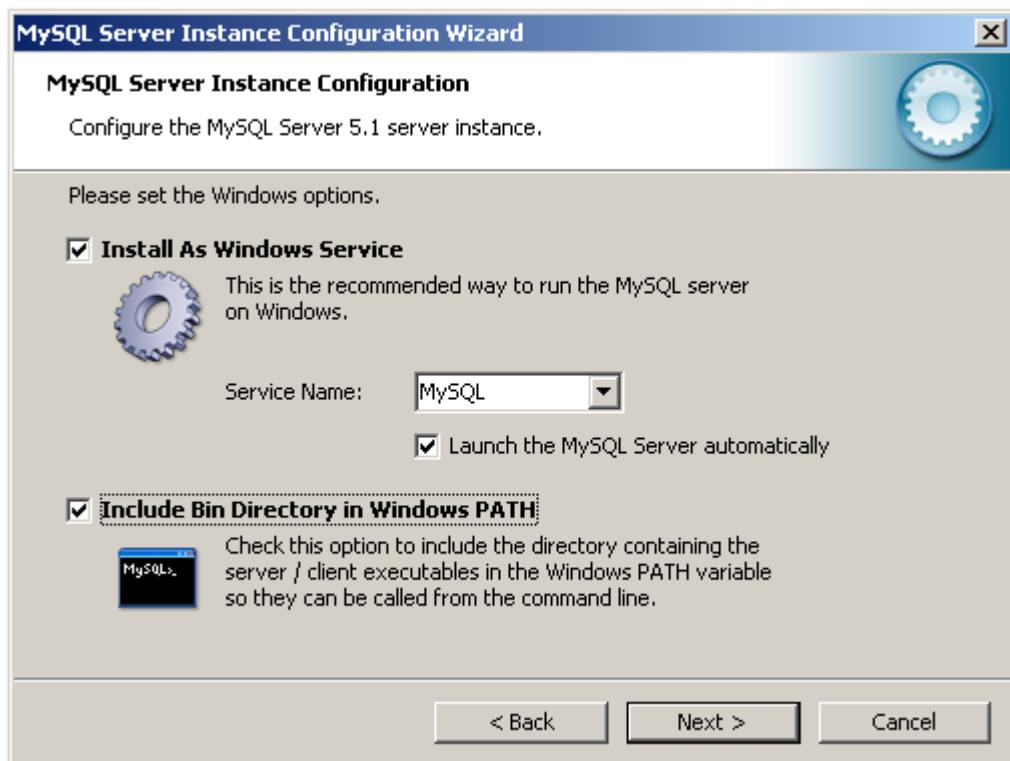 MySQL Server Instance Configuration Wizard
MySQL Server Instance Configuration
Configure the MySQL Server 5.1 server instance.
Please set the Windows options.
Install As Windows Service
This is the recommended way to run the MySQL server
on Windows.
Service Name:
MySQL
Launch the MySQL Server automatically
Include Bin Directory in Windows PATH
MySQL>_
Check this option to include the directory containing the
server / client executables in the Windows PATH variable
so they can be called from the command line.
< Back
Next >
Cancel